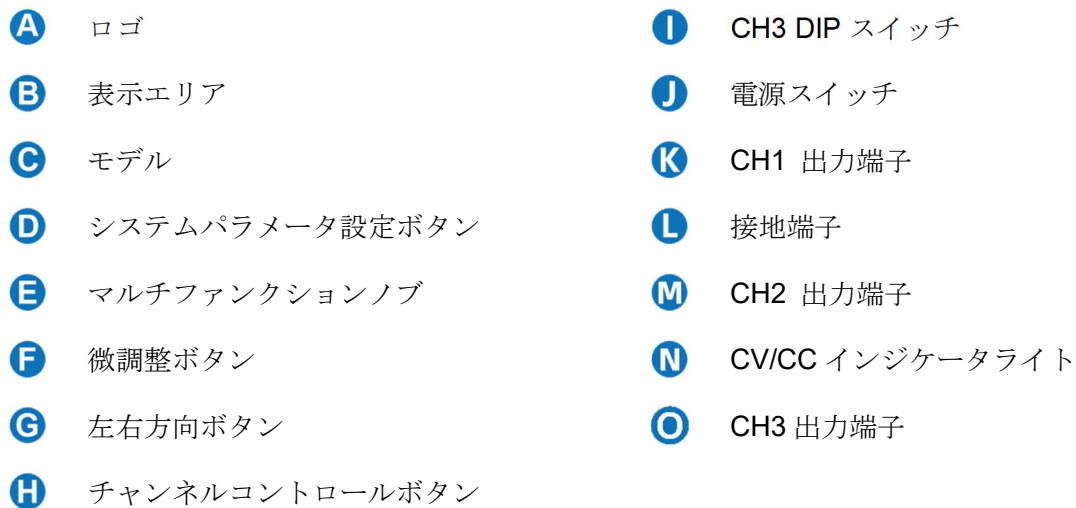 A ロゴ
B 表示エリア
C モデル
D システムパラメータ設定ボタン
E マルチファンクションノブ
F 微調整ボタン
G 左右方向ボタン
H チャンネルコントロールボタン
I CH3 DIP スイッチ
J 電源スイッチ
K CH1 出力端子
L 接地端子
M CH2 出力端子
N CV/CC インジケータライト
O CH3 出力端子